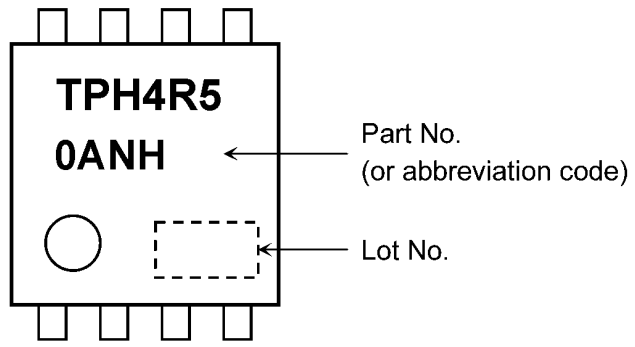 TPH4R5
0ANH
Part No.
(or abbreviation code)
Lot No.